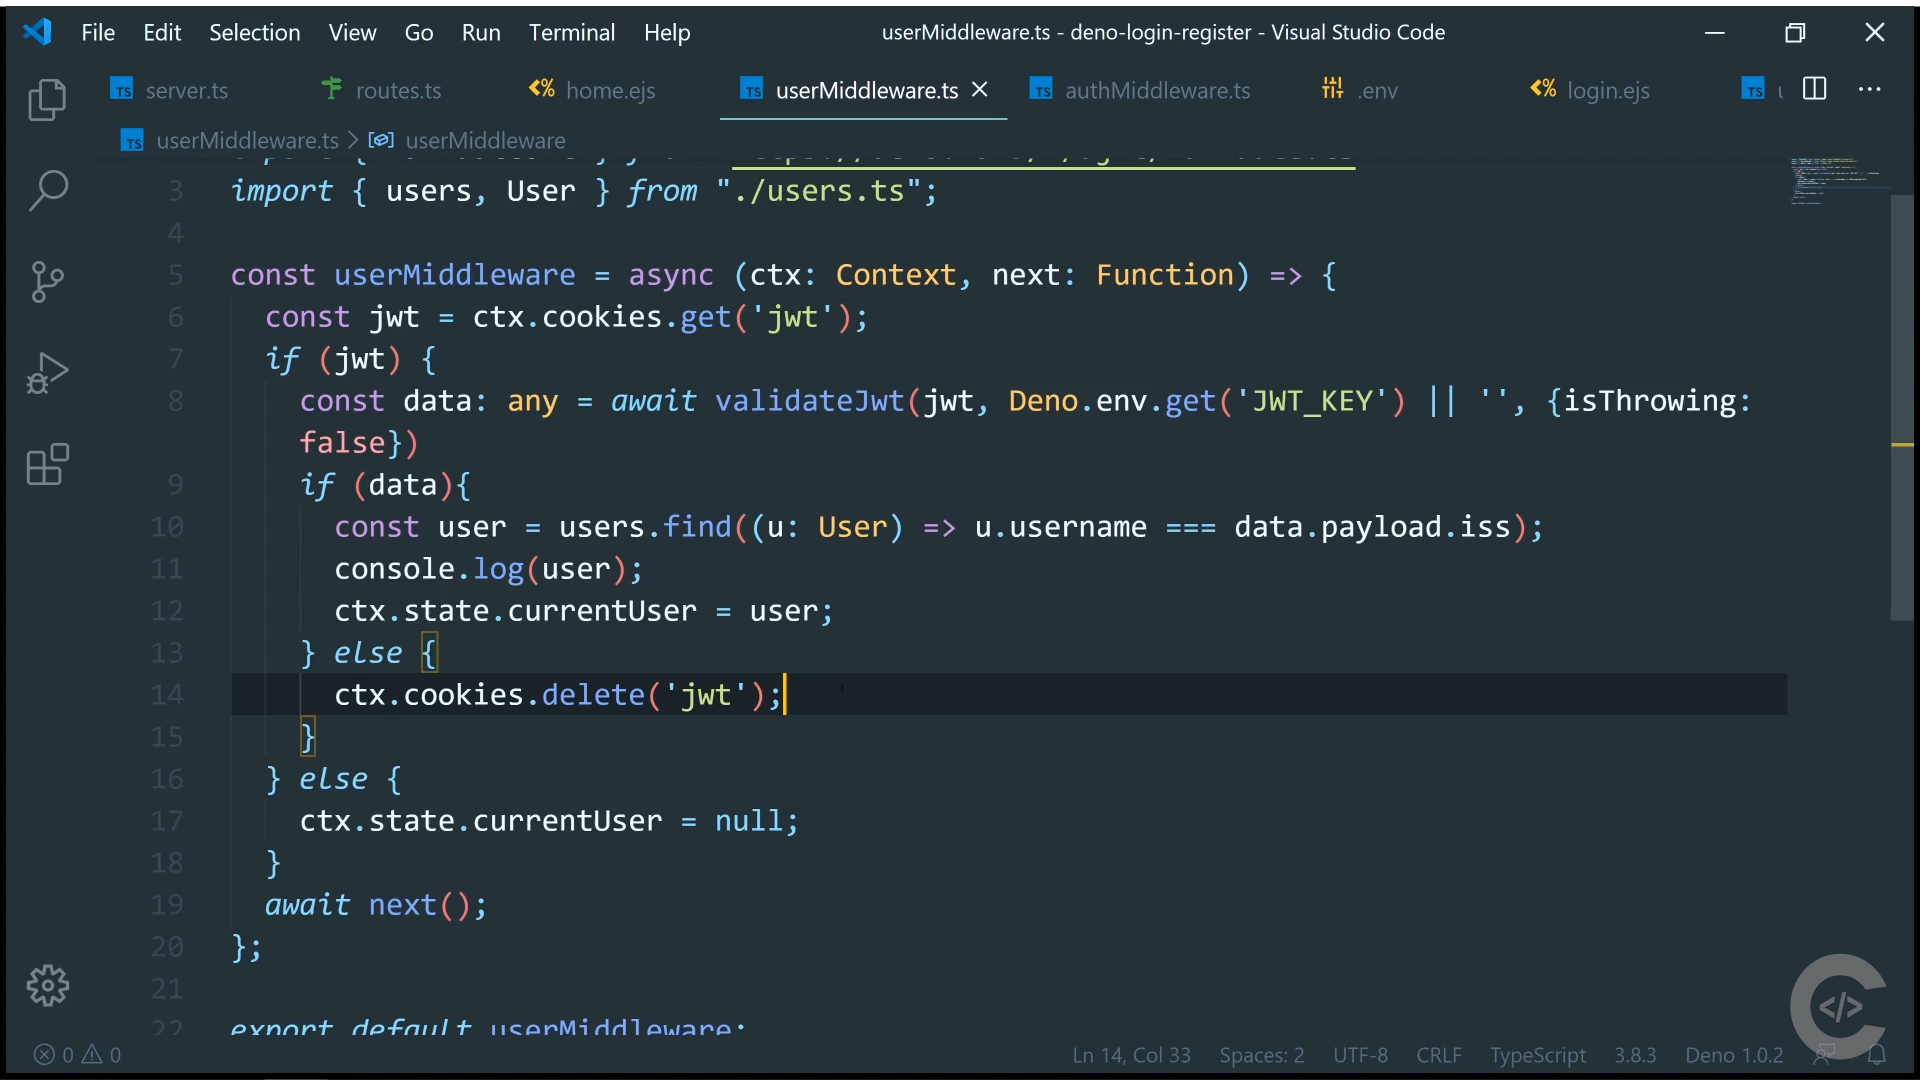 File Edit Selection View Go Run Terminal Help userMiddleware.ts - deno-login-register - Visual Studio Code
TS server.ts routes.ts <% home.ejs TS userMiddleware.ts TS authMiddleware.ts .env <% login.ejs TS
TS userMiddleware.ts > userMiddleware
3 import { users, User } from "./users.ts";
4
5 const userMiddleware = async (ctx: Context, next: Function) => {
6 const jwt = ctx.cookies.get('jwt');
7 if (jwt) {
8 const data: any = await validateJwt(jwt, Deno.env.get('JWT_KEY') || '', {isThrowing:
false})
9 if (data){
10 const user = users.find((u: User) => u.username === data.payload.iss);
11 console.log(user);
12 ctx.state.currentUser = user;
13 } else {
14 ctx.cookies.delete('jwt');
15 }
16 } else {
17 ctx.state.currentUser = null;
18 }
19 await next();
20 };
21
22 export default userMiddleware;
0 0 Ln 14, Col 33 Spaces: 2 UTF-8 CRLF TypeScript 3.8.3 Deno 1.0.2